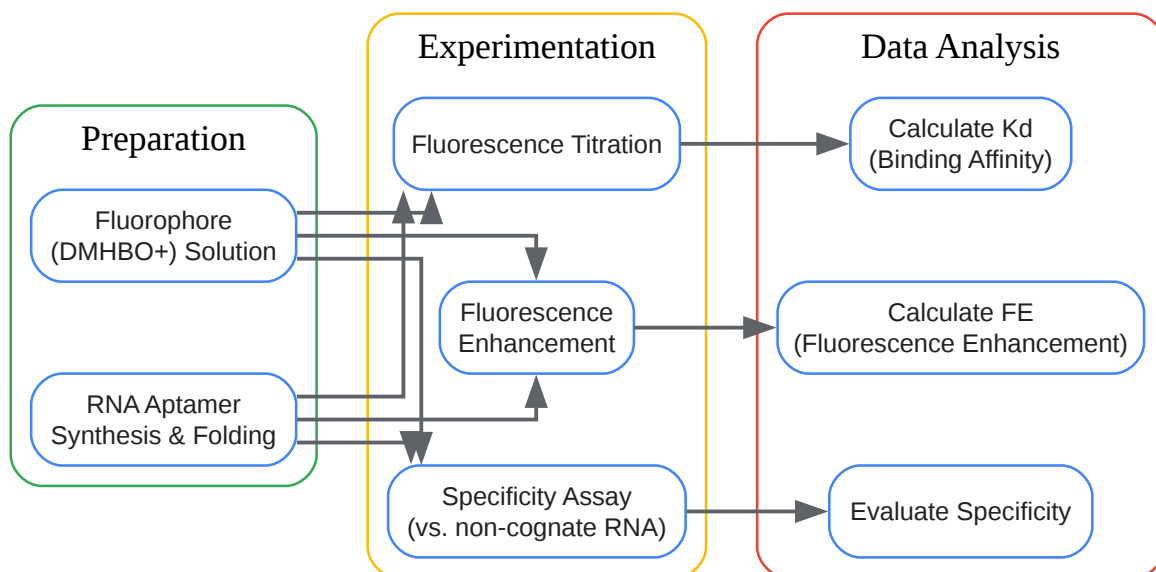 Preparation
Fluorophore
(DMHBO+) Solution
RNA Aptamer
Synthesis & Folding
Experimentation
Fluorescence Titration
Fluorescence
Enhancement
Specificity Assay
(vs. non-cognate RNA)
Data Analysis
Calculate Kd
(Binding Affinity)
Calculate FE
(Fluorescence Enhancement)
Evaluate Specificity